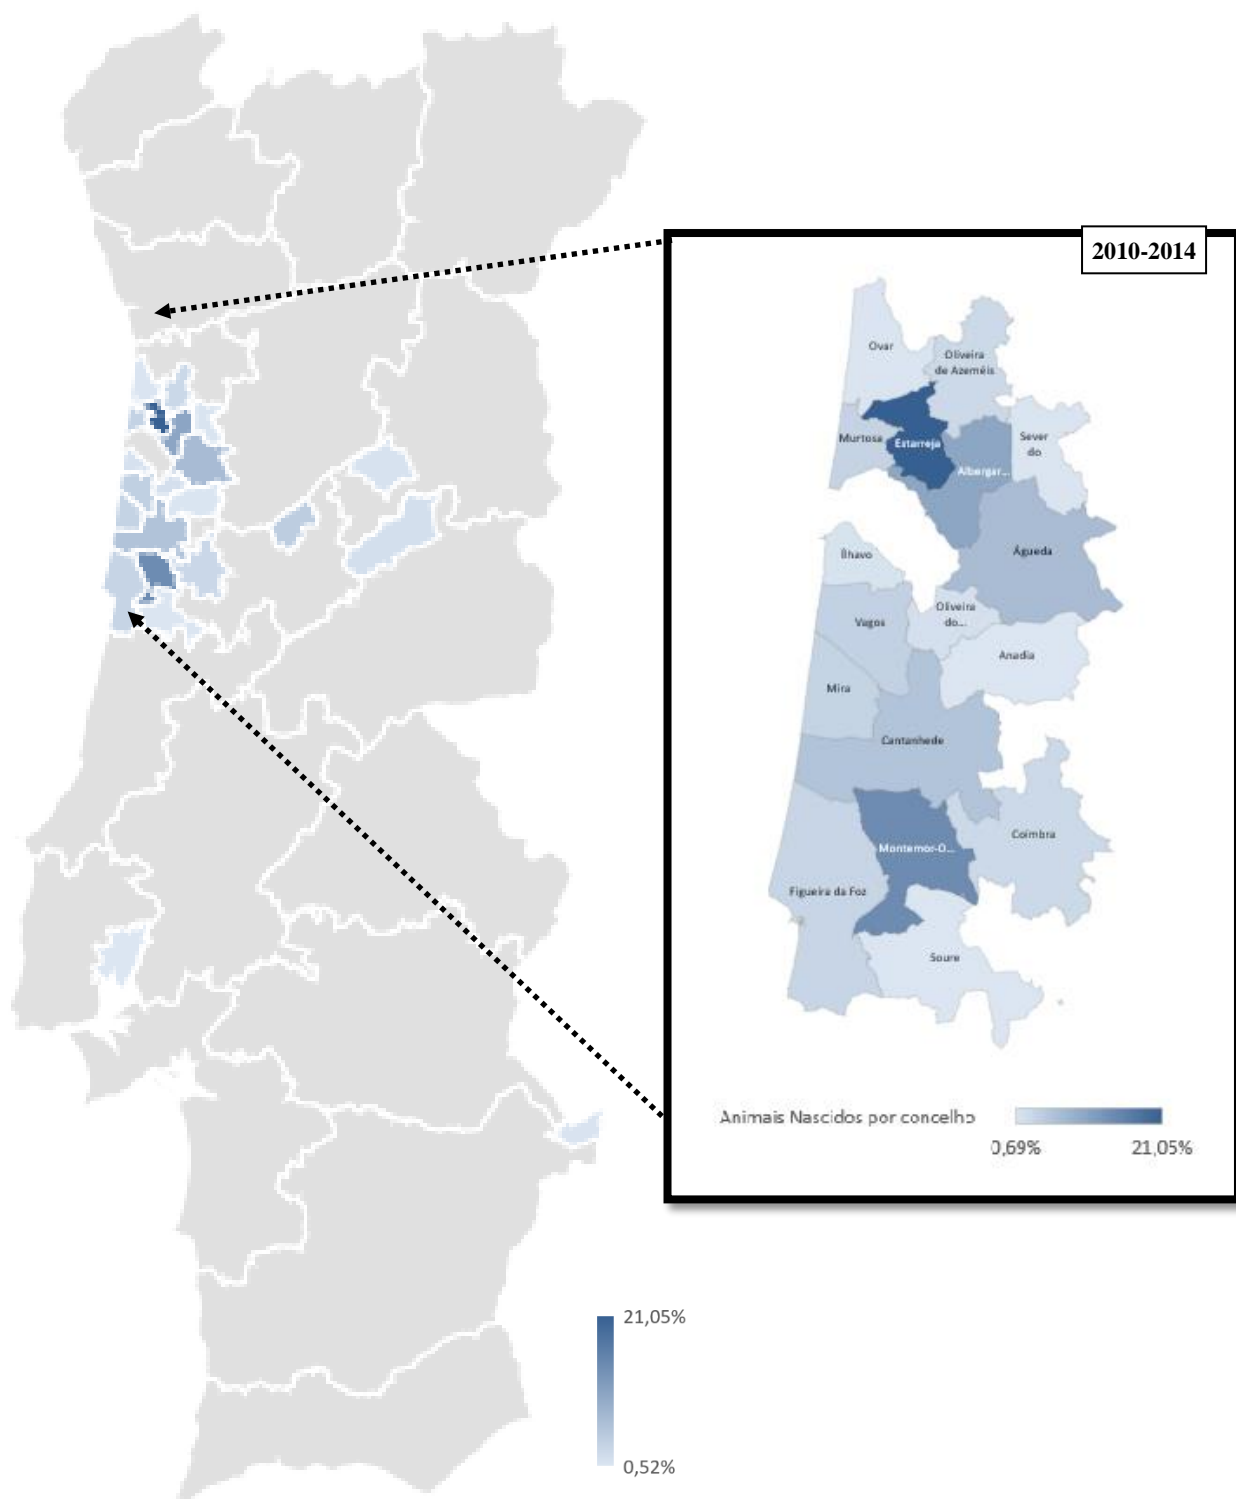 2010-2014
Ovar
Oliveira
de Azeméis
Murtosa
Estarreja
Sever
do
Albergar...
Águeda
Ílhavo
Oliveira
do...
Vagos
Anadia
Mira
Cantanhede
Coimbra
Montemor-O...
Figueira da Foz
Soure
Animais Nascidos por concelho
0,69%
21,05%
21,05%
0,52%